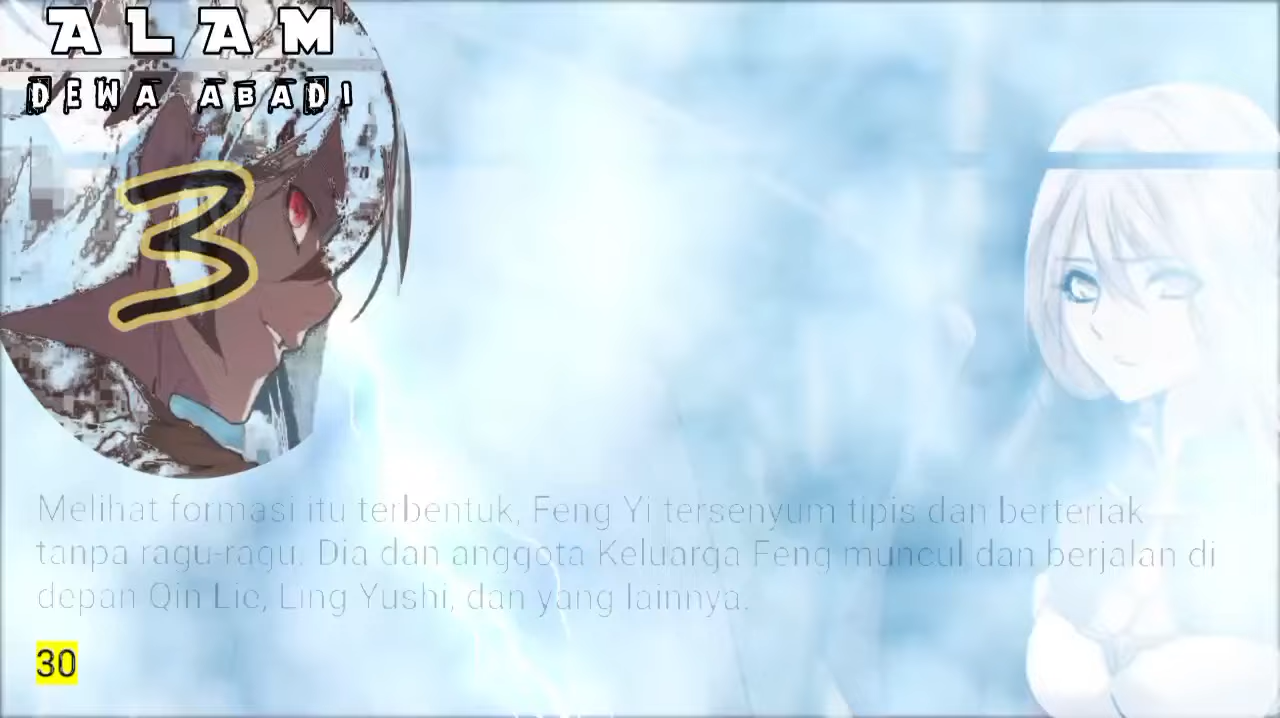 ALAM
DEWA ABADI
3
Melihat formasi itu terbentuk, Feng Yi tersenyum tipis dan berteriak
tanpa ragu-ragu. Dia dan anggota Keluarga Feng muncul dan berjalan di
depan Qin Lie, Ling Yushi, dan yang lainnya.
30